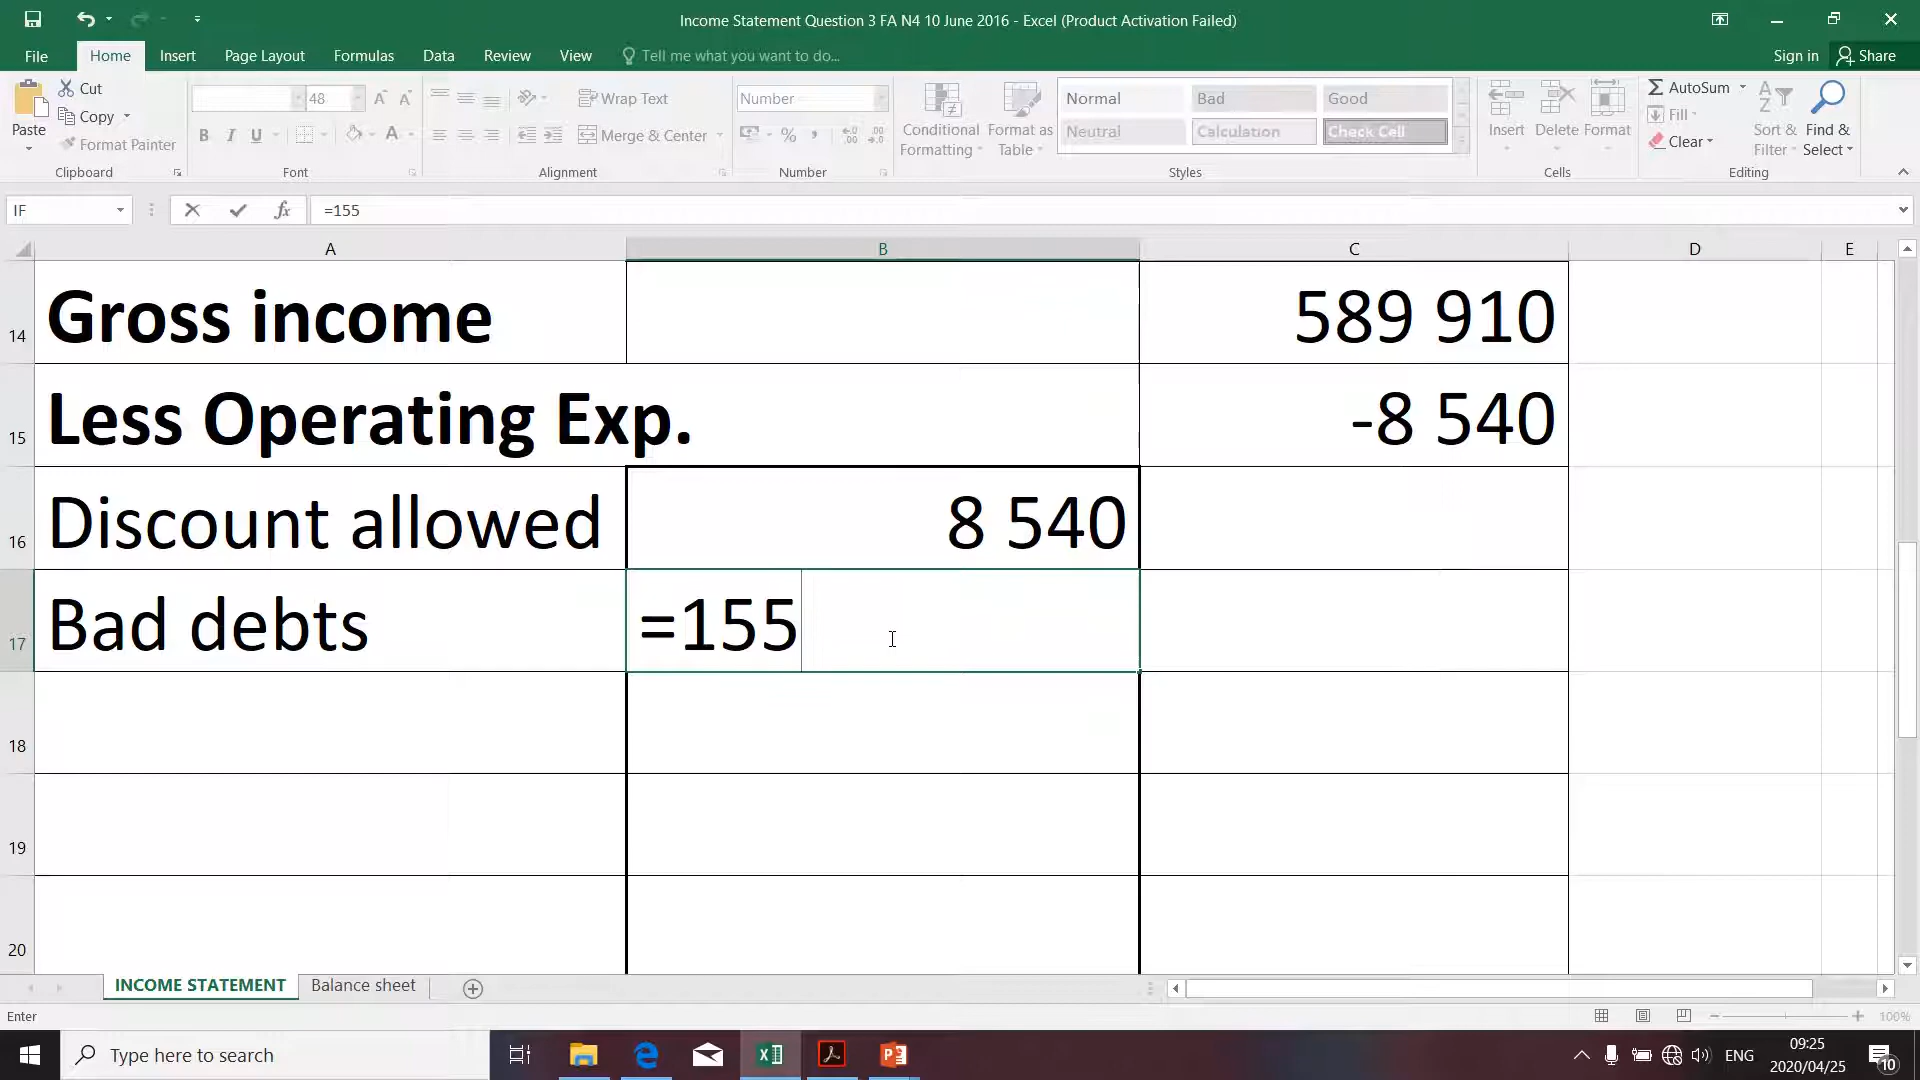 Income Statement Question 3 FA N4 10 June 2016 - Excel (Product Activation Failed)
File Home Insert Page Layout Formulas Data Review View Tell me what you want to do... Sign in Share
Paste
Cut
Copy
Format Painter
Clipboard
48 A A
B I U A
Font
Wrap Text
Merge & Center
Alignment
Number
%
Number
Conditional Formatting
Format as Table
Normal Bad Good
Neutral Calculation Check Cell
Styles
Insert Delete Format
Cells
AutoSum
Fill
Clear
Sort & Filter
Find & Select
Editing
IF fx =155
A B C D E
14 Gross income 589 910
15 Less Operating Exp. -8 540
16 Discount allowed 8 540
17 Bad debts =155
18
19
20
INCOME STATEMENT Balance sheet
Enter 100%
Type here to search ENG 09:25
2020/04/25
10